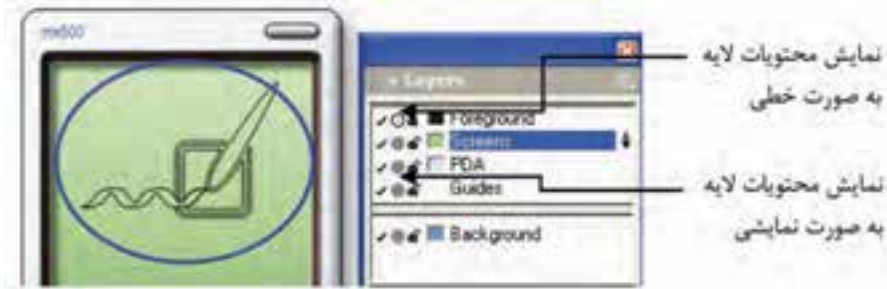 mx500
Layers
Foreground
Screens
PDA
Guides
Background
نمایش محتویات لایه
به صورت خطی
نمایش محتویات لایه
به صورت نمایشی